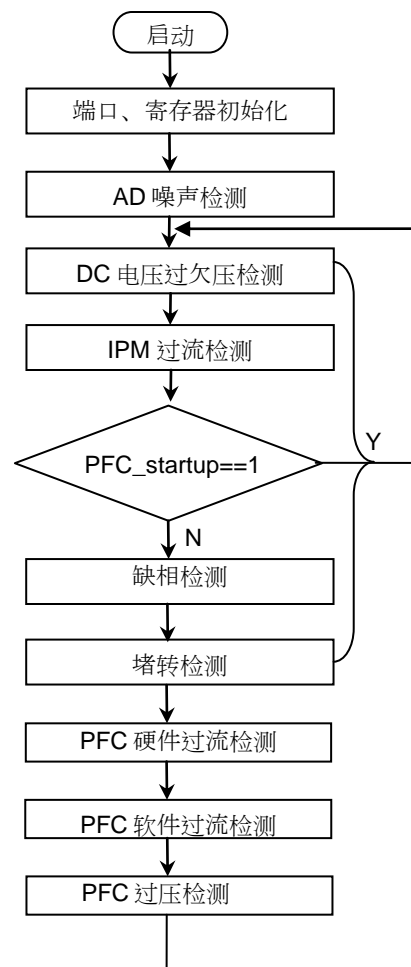 启动
端口、寄存器初始化
AD 噪声检测
DC 电压过欠压检测
IPM 过流检测
PFC_startup==1
Y
N
缺相检测
堵转检测
PFC 硬件过流检测
PFC 软件过流检测
PFC 过压检测